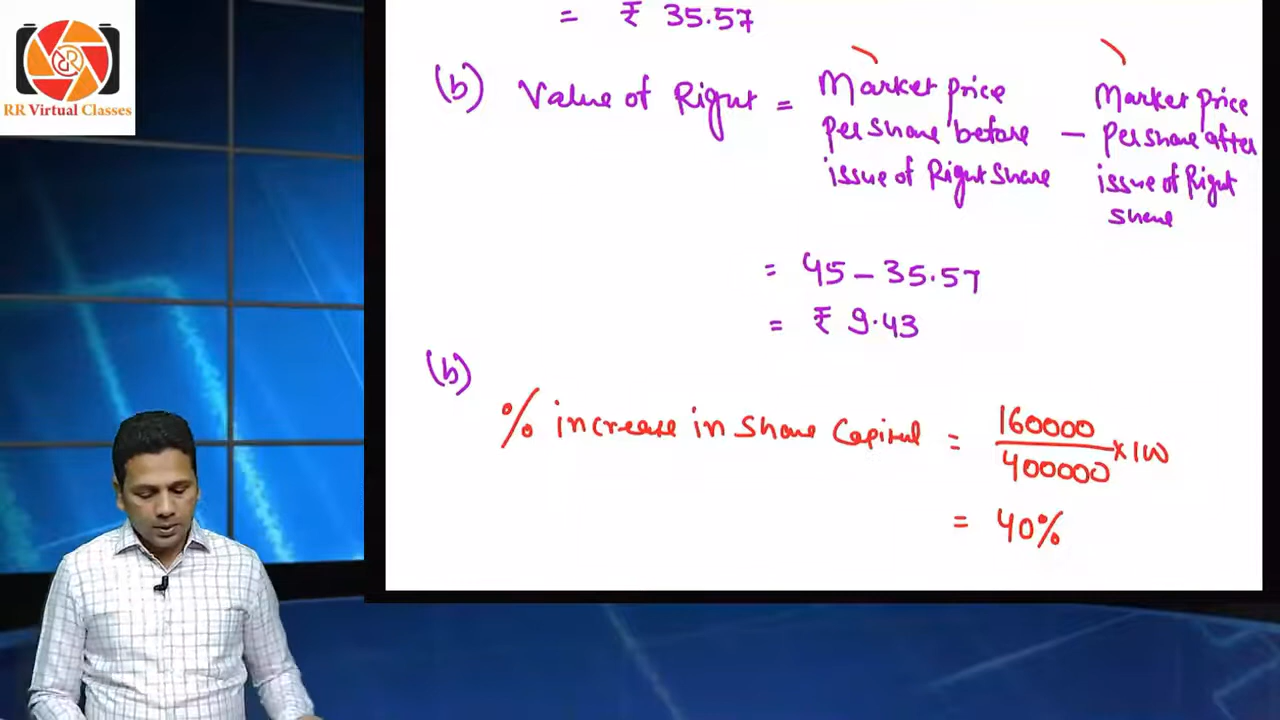 RR Virtual Classes
= ₹ 35.57
(b) Value of Right = Market price per share before issue of Right Share - Market price per share after issue of Right share
= 45 - 35.57
= ₹ 9.43
(b)
% increase in Share Capital = 160000 / 400000 × 100
= 40%